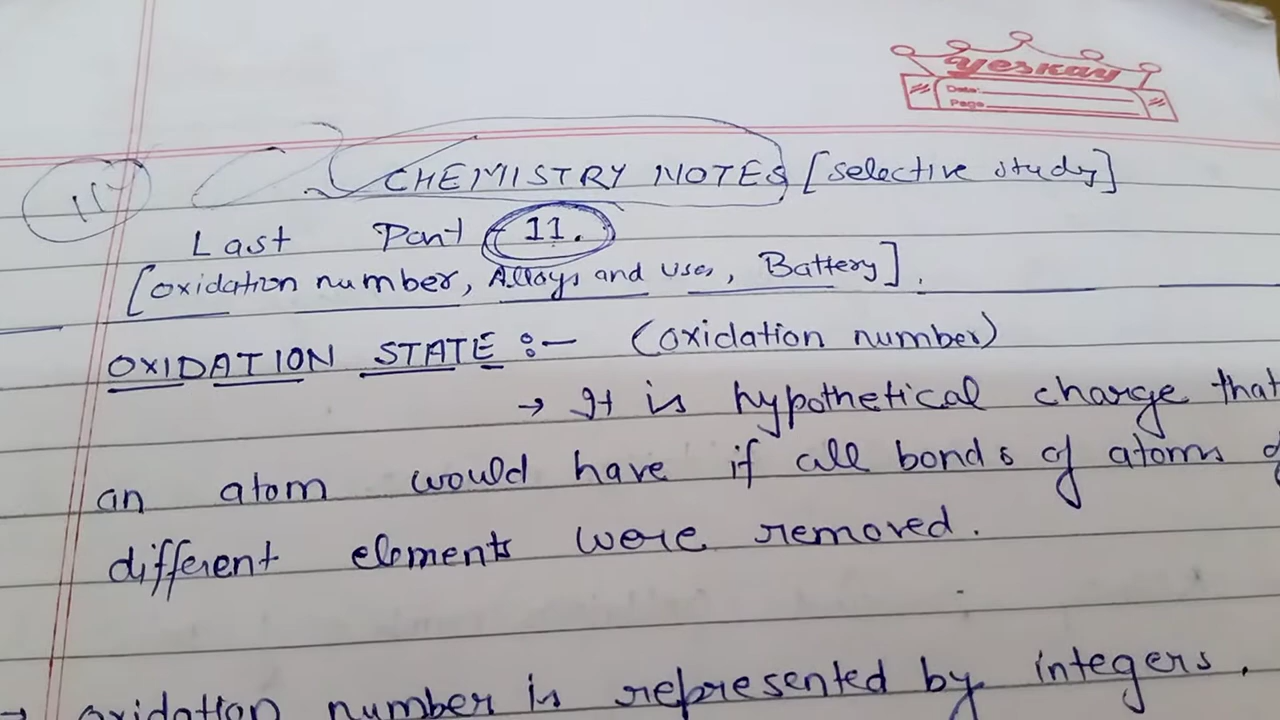 yeskay
Date:
Page
11
CHEMISTRY NOTES [selective study]
Last Part 11.
[oxidation number, Alloys and uses, Battery].
OXIDATION STATE :- (oxidation number)
→ It is hypothetical charge that
an atom would have if all bonds of atoms of
different elements were removed.
→ oxidation number is represented by integers.